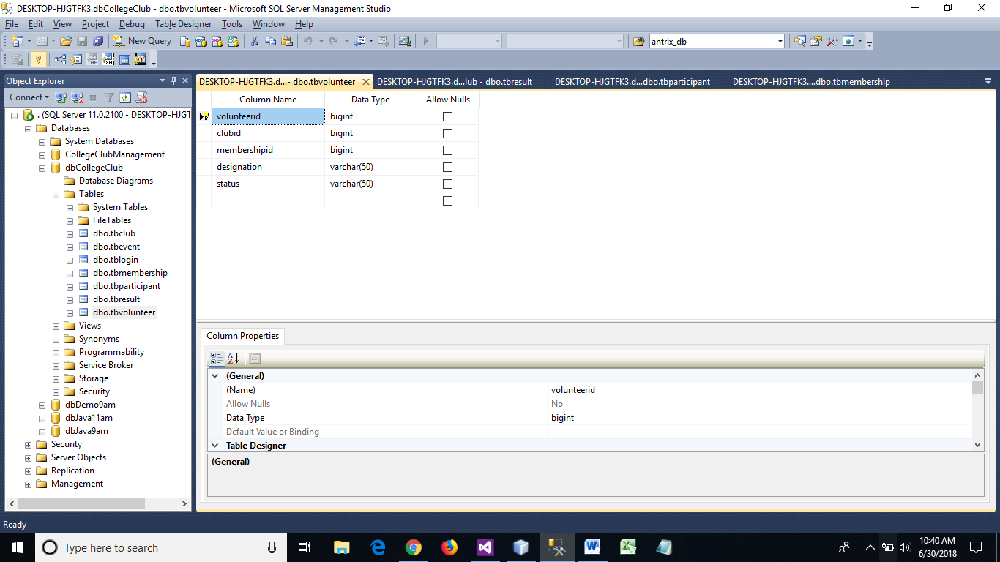 DESKTOP-HJGTFK3.dbCollegeClub - dbo.tbvolunteer - Microsoft SQL Server Management Studio
File Edit View Project Debug Table Designer Tools Window Help
New Query antrix_db
Object Explorer
Connect
. (SQL Server 11.0.2100 - DESKTOP-HJGT
Databases
System Databases
CollegeClubManagement
dbCollegeClub
Database Diagrams
Tables
System Tables
FileTables
dbo.tbclub
dbo.tbevent
dbo.tblogin
dbo.tbmembership
dbo.tbparticipant
dbo.tbresult
dbo.tbvolunteer
Views
Synonyms
Programmability
Service Broker
Storage
Security
dbDemo9am
dbJava11am
dbJava9am
Security
Server Objects
Replication
Management
DESKTOP-HJGTFK3.d...- dbo.tbvolunteer DESKTOP-HJGTFK3.d...lub - dbo.tbresult DESKTOP-HJGTFK3.d...dbo.tbparticipant DESKTOP-HJGTFK3....dbo.tbmembership
Column Name Data Type Allow Nulls
volunteerid bigint
clubid bigint
membershipid bigint
designation varchar(50)
status varchar(50)
Column Properties
(General)
(Name) volunteerid
Allow Nulls No
Data Type bigint
Default Value or Binding
Table Designer
(General)
Ready
Type here to search
10:40 AM
6/30/2018